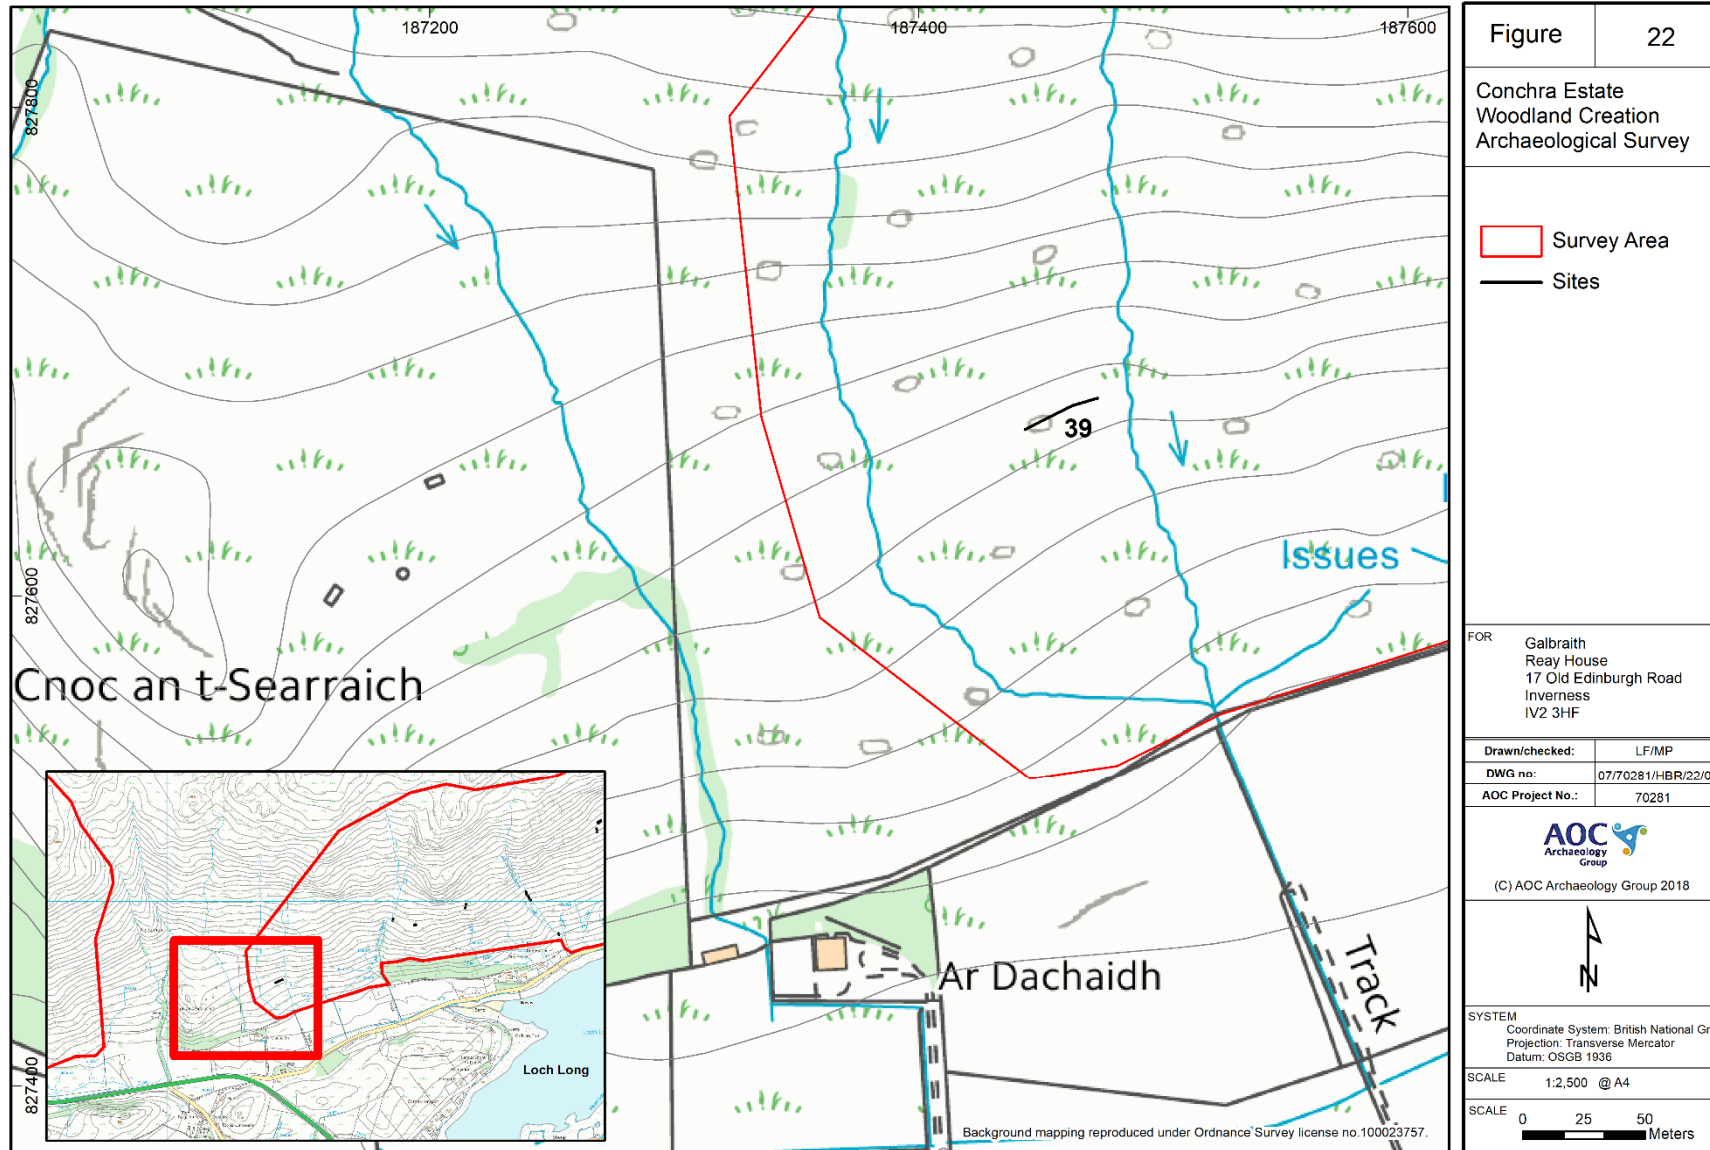 187200
187400
187600
827800
827600
827400
39
Issues
Cnoc an t-Searraich
Ar Dachaidh
Track
Loch Long
Background mapping reproduced under Ordnance Survey license no.100023757.
Figure 22
Conchra Estate
Woodland Creation
Archaeological Survey
Survey Area
Sites
FOR
Galbraith
Reay House
17 Old Edinburgh Road
Inverness
IV2 3HF
Drawn/checked: LF/MP
DWG no: 07/70281/HBR/22/0
AOC Project No.: 70281
AOC
Archaeology
Group
(C) AOC Archaeology Group 2018
N
SYSTEM
Coordinate System: British National Gr
Projection: Transverse Mercator
Datum: OSGB 1936
SCALE 1:2,500 @ A4
SCALE 0 25 50
Meters